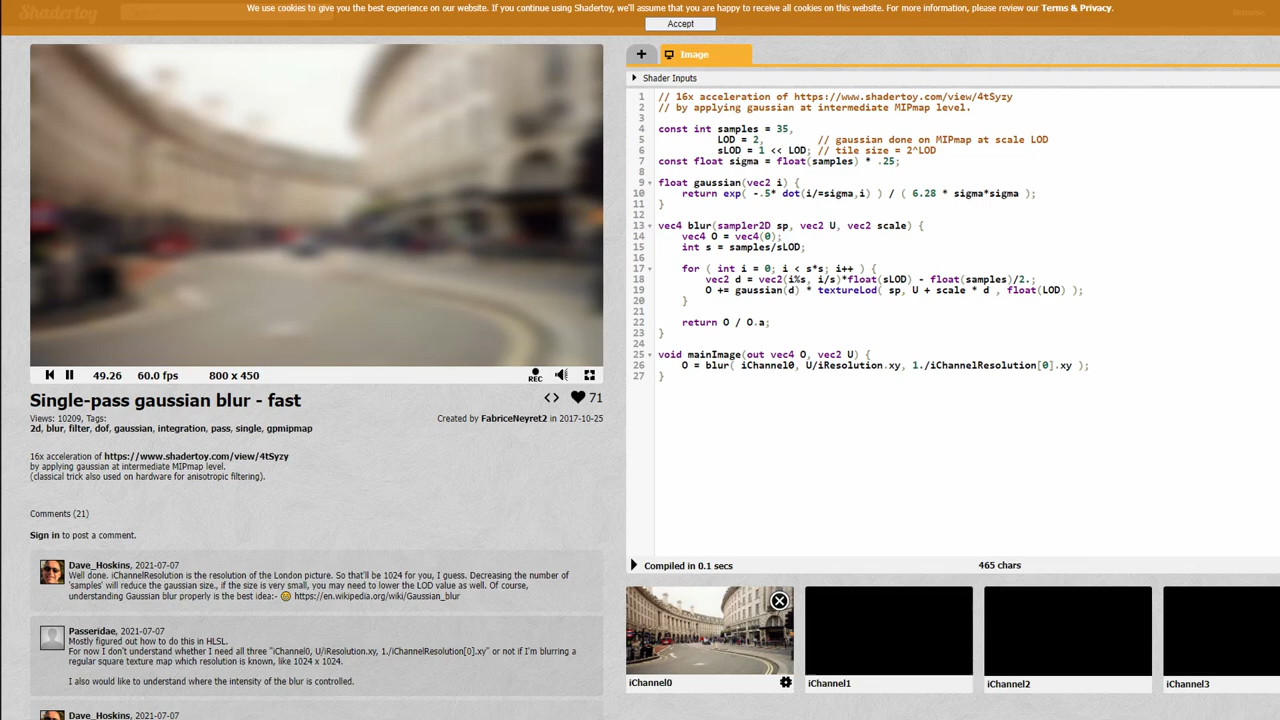 We use cookies to give you the best experience on our website. If you continue using Shadertoy, we'll assume that you are happy to receive all cookies on this website. For more information, please review our Terms & Privacy.
Accept
Shadertoy
Browse
+ Image
Shader Inputs
1 // 16x acceleration of https://www.shadertoy.com/view/4tSyzy
2 // by applying gaussian at intermediate MIPmap level.
3
4 const int samples = 35,
5 LOD = 2, // gaussian done on MIPmap at scale LOD
6 sLOD = 1 << LOD; // tile size = 2^LOD
7 const float sigma = float(samples) * .25;
8
9 float gaussian(vec2 i) {
10 return exp( -.5* dot(i/=sigma,i) ) / ( 6.28 * sigma*sigma );
11 }
12
13 vec4 blur(sampler2D sp, vec2 U, vec2 scale) {
14 vec4 O = vec4(0);
15 int s = samples/sLOD;
16
17 for ( int i = 0; i < s*s; i++ ) {
18 vec2 d = vec2(i%s, i/s)*float(sLOD) - float(samples)/2.;
19 O += gaussian(d) * textureLod( sp, U + scale * d , float(LOD) );
20 }
21
22 return O / O.a;
23 }
24
25 void mainImage(out vec4 O, vec2 U) {
26 O = blur( iChannel0, U/iResolution.xy, 1./iChannelResolution[0].xy );
27 }
Compiled in 0.1 secs
465 chars
iChannel0
iChannel1
iChannel2
iChannel3
49.26 60.0 fps 800 x 450
REC
Single-pass gaussian blur - fast
71
Views: 10209, Tags:
Created by FabriceNeyret2 in 2017-10-25
2d, blur, filter, dof, gaussian, integration, pass, single, gpmipmap
16x acceleration of https://www.shadertoy.com/view/4tSyzy
by applying gaussian at intermediate MIPmap level.
(classical trick also used on hardware for anisotropic filtering).
Comments (21)
Sign in to post a comment.
Dave_Hoskins, 2021-07-07
Well done. iChannelResolution is the resolution of the London picture. So that'll be 1024 for you, I guess. Decreasing the number of
'samples' will reduce the gaussian size., if the size is very small, you may need to lower the LOD value as well. Of course,
understanding Gaussian blur properly is the best idea:- https://en.wikipedia.org/wiki/Gaussian_blur
Passeridae, 2021-07-07
Mostly figured out how to do this in HLSL.
For now I don't understand whether I need all three "iChannel0, U/iResolution.xy, 1./iChannelResolution[0].xy" or not if I'm blurring a
regular square texture map which resolution is known, like 1024 x 1024.
I also would like to understand where the intensity of the blur is controlled.
Dave_Hoskins, 2021-07-07